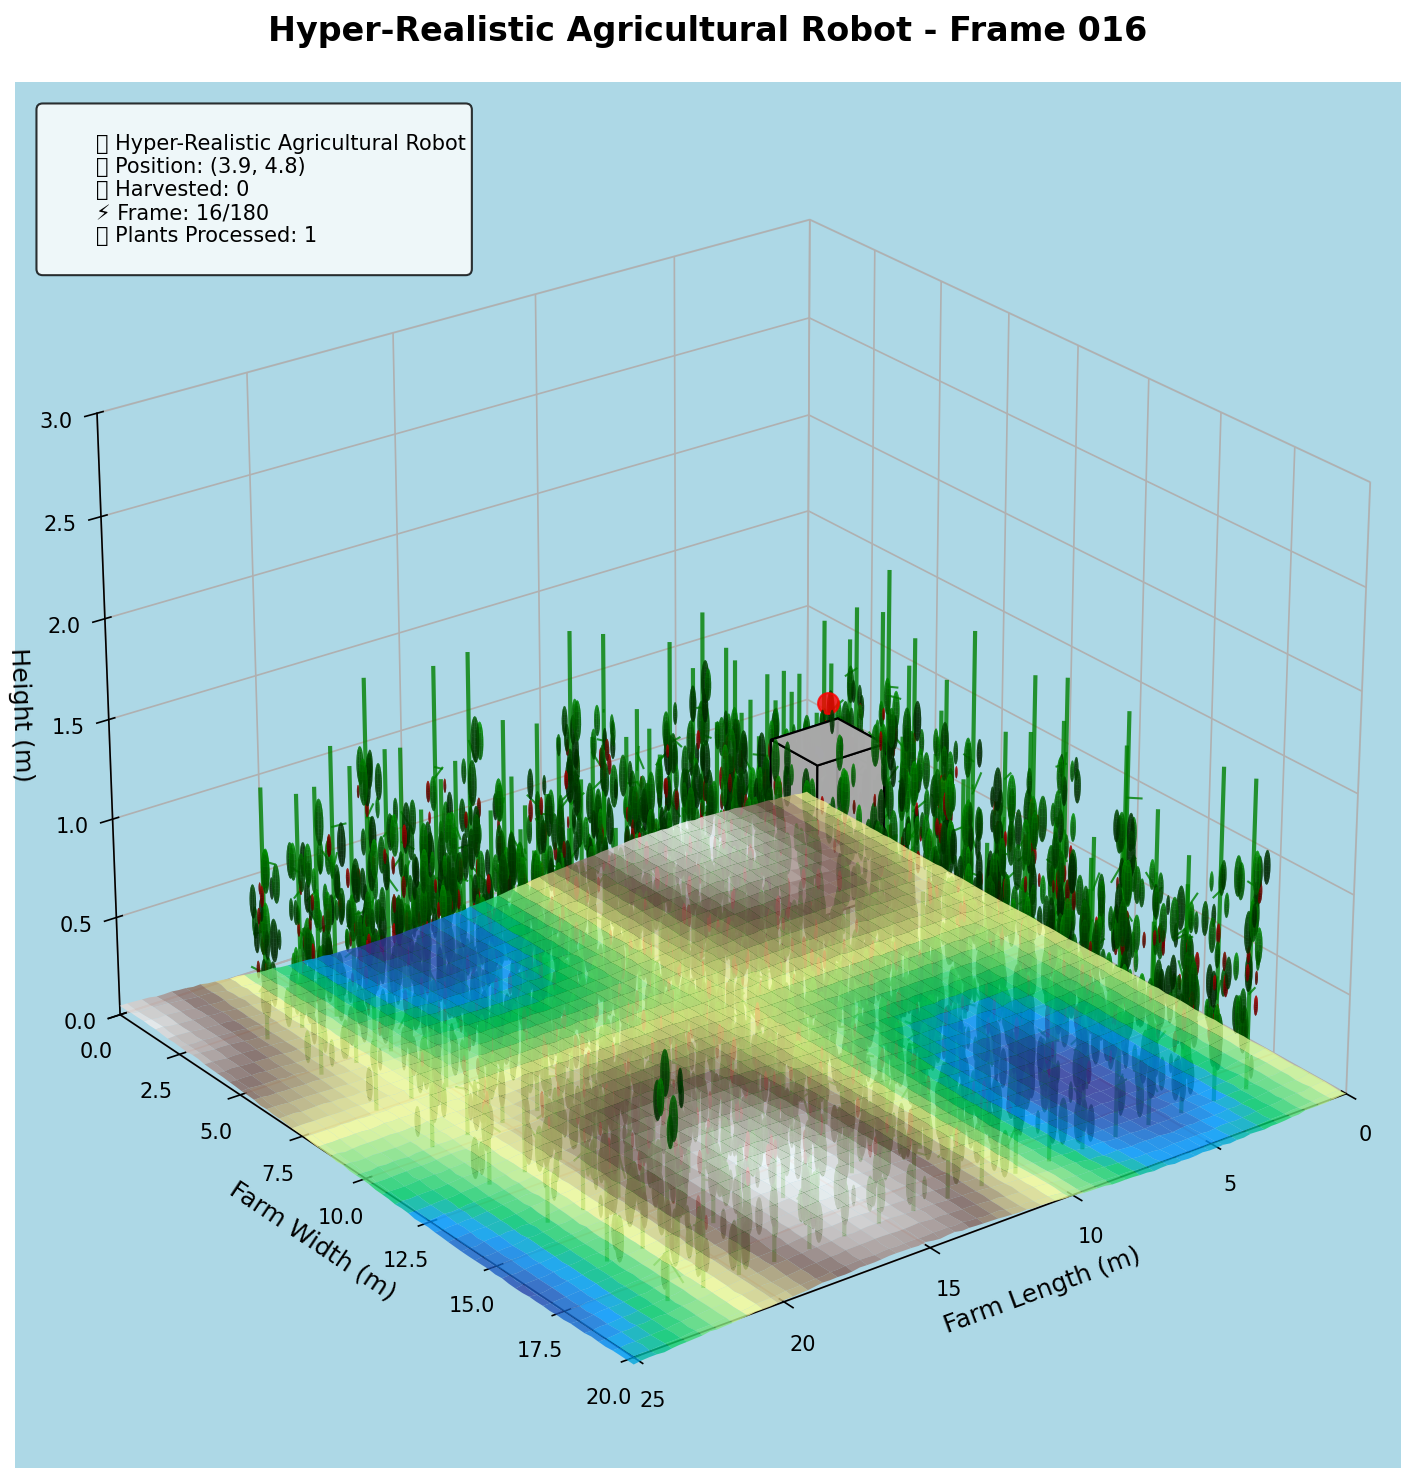 Hyper-Realistic Agricultural Robot - Frame 016
▯ Hyper-Realistic Agricultural Robot
▯ Position: (3.9, 4.8)
▯ Harvested: 0
⚡ Frame: 16/180
▯ Plants Processed: 1
3.0
2.5
2.0
1.5
1.0
0.5
0.0
Height (m)
0.0
2.5
5.0
7.5
10.0
12.5
15.0
17.5
20.0
Farm Width (m)
0
5
10
15
20
25
Farm Length (m)